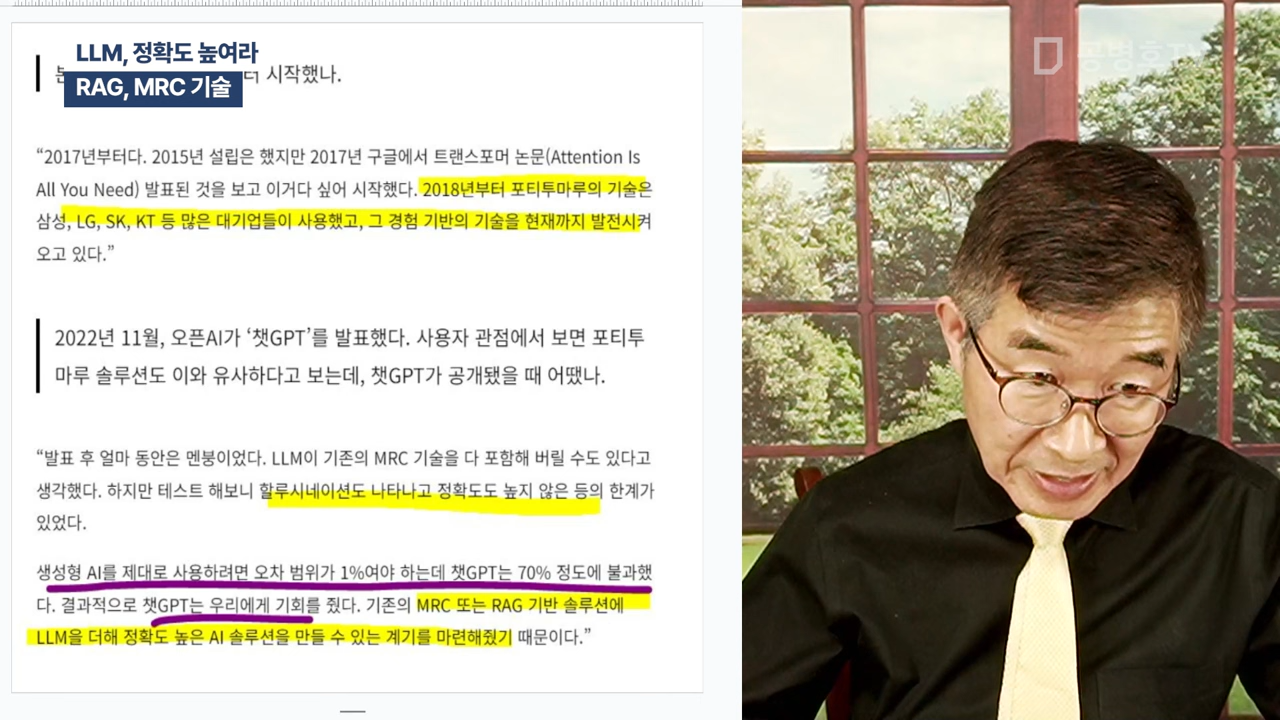 LLM, 정확도 높여라
RAG, MRC 기술
터 시작했나.
공병호TV
“2017년부터다. 2015년 설립은 했지만 2017년 구글에서 트랜스포머 논문(Attention Is
All You Need) 발표된 것을 보고 이거다 싶어 시작했다. 2018년부터 포티투마루의 기술은
삼성, LG, SK, KT 등 많은 대기업들이 사용했고, 그 경험 기반의 기술을 현재까지 발전시켜
오고 있다.”
2022년 11월, 오픈AI가 ‘챗GPT’를 발표했다. 사용자 관점에서 보면 포티투
마루 솔루션도 이와 유사하다고 보는데, 챗GPT가 공개됐을 때 어땠나.
“발표 후 얼마 동안은 멘붕이었다. LLM이 기존의 MRC 기술을 다 포함해 버릴 수도 있다고
생각했다. 하지만 테스트 해보니 할루시네이션도 나타나고 정확도도 높지 않은 등의 한계가
있었다.
생성형 AI를 제대로 사용하려면 오차 범위가 1%여야 하는데 챗GPT는 70% 정도에 불과했
다. 결과적으로 챗GPT는 우리에게 기회를 줬다. 기존의 MRC 또는 RAG 기반 솔루션에
LLM을 더해 정확도 높은 AI 솔루션을 만들 수 있는 계기를 마련해줬기 때문이다.”